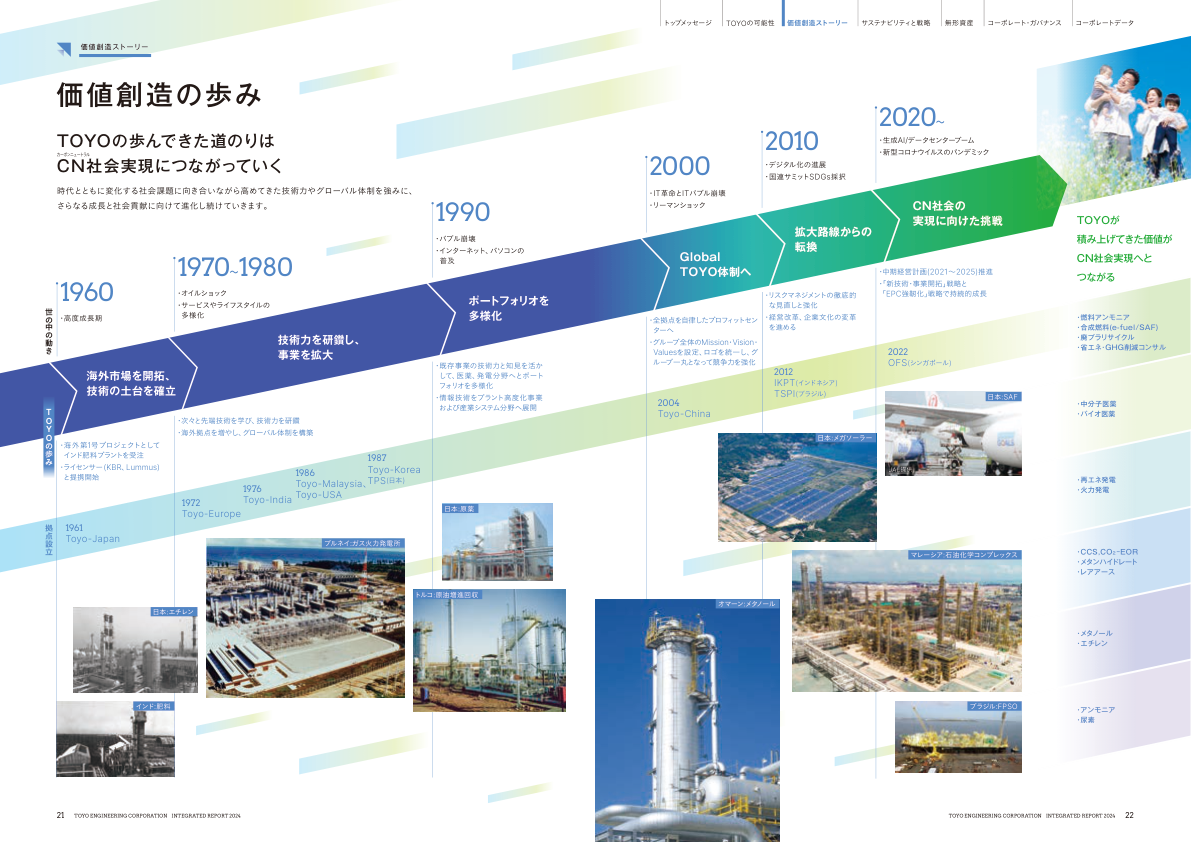 トップメッセージ
TOYOの可能性
価値創造ストーリー
サステナビリティと戦略
無形資産
コーポレート・ガバナンス
コーポレートデータ
価値創造ストーリー
価値創造の歩み
TOYOの歩んできた道のりは
カーボンニュートラル
CN社会実現につながっていく
時代とともに変化する社会課題に向き合いながら高めてきた技術力やグローバル体制を強みに、
さらなる成長と社会貢献に向けて進化し続けていきます。
世の中の動き
1960
・高度成長期
1970~1980
・オイルショック
・サービスやライフスタイルの
多様化
1990
・バブル崩壊
・インターネット、パソコンの
普及
2000
・IT革命とITバブル崩壊
・リーマンショック
2010
・デジタル化の進展
・国連サミットSDGs採択
2020~
・生成AI/データセンターブーム
・新型コロナウイルスのパンデミック
海外市場を開拓、
技術の土台を確立
技術力を研鑽し、
事業を拡大
ポートフォリオを
多様化
Global
TOYO体制へ
拡大路線からの
転換
CN社会の
実現に向けた挑戦
TOYOが
積み上げてきた価値が
CN社会実現へと
つながる
TOYOの歩み
・海外第1号プロジェクトとして
インド肥料プラントを受注
・ライセンサー(KBR、Lummus)
と提携開始
・次々と先端技術を学び、技術力を研鑽
・海外拠点を増やし、グローバル体制を構築
・既存事業の技術力と知見を活か
して、医薬、発電分野へとポート
フォリオを多様化
・情報技術をプラント高度化事業
および産業システム分野へ展開
・全拠点を自律したプロフィットセン
ターへ
・グループ全体のMission・Vision・
Valuesを設定、ロゴを統一し、グ
ループ一丸となって競争力を強化
・リスクマネジメントの徹底的
な見直しと強化
・経営改革、企業文化の変革
を進める
・中期経営計画(2021～2025)推進
・「新技術・事業開拓」戦略と
「EPC強靭化」戦略で持続的成長
拠点設立
1961
Toyo-Japan
1972
Toyo-Europe
1976
Toyo-India
1986
Toyo-Malaysia、
Toyo-USA
1987
Toyo-Korea
TPS(日本)
2004
Toyo-China
2012
IKPT(インドネシア)
TSPI(ブラジル)
2022
OFS(シンガポール)
・燃料アンモニア
・合成燃料(e-fuel/SAF)
・廃プラリサイクル
・省エネ・GHG削減コンサル
・中分子医薬
・バイオ医薬
・再エネ発電
・火力発電
・CCS、CO₂-EOR
・メタンハイドレート
・レアアース
・メタノール
・エチレン
・アンモニア
・尿素
日本:エチレン
インド:肥料
ブルネイ:ガス火力発電所
日本:原薬
トルコ:原油増進回収
オマーン:メタノール
日本:メガソーラー
日本:SAF
JAL提供
マレーシア:石油化学コンプレックス
ブラジル:FPSO
21 TOYO ENGINEERING CORPORATION INTEGRATED REPORT 2024
TOYO ENGINEERING CORPORATION INTEGRATED REPORT 2024 22